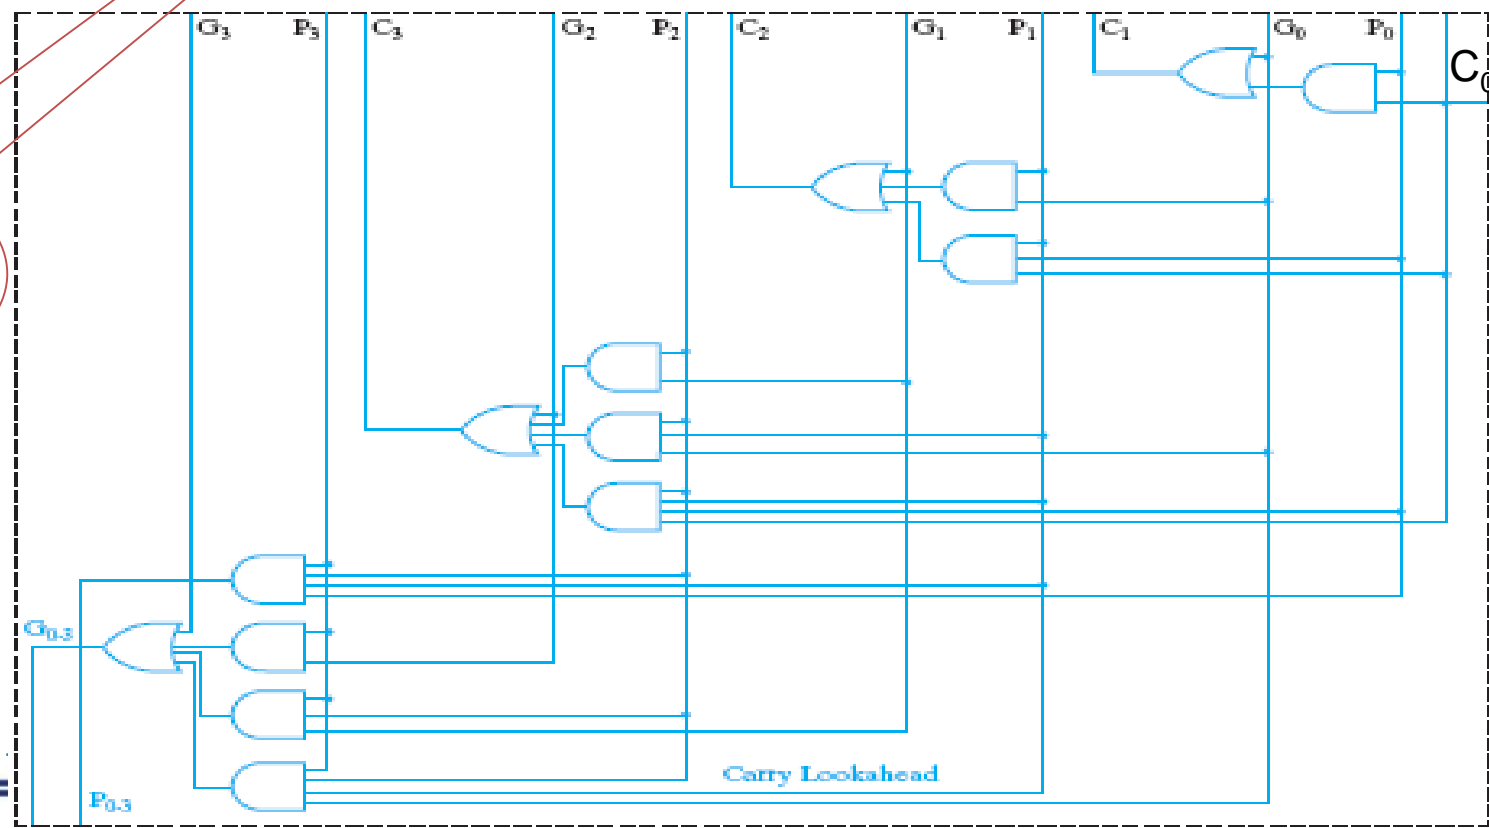 G₃ P₃ C₃ G₂ P₂ C₂ G₁ P₁ C₁ G₀ P₀
C₀
G₀₋₃
Carry Lookahead
P₀₋₃